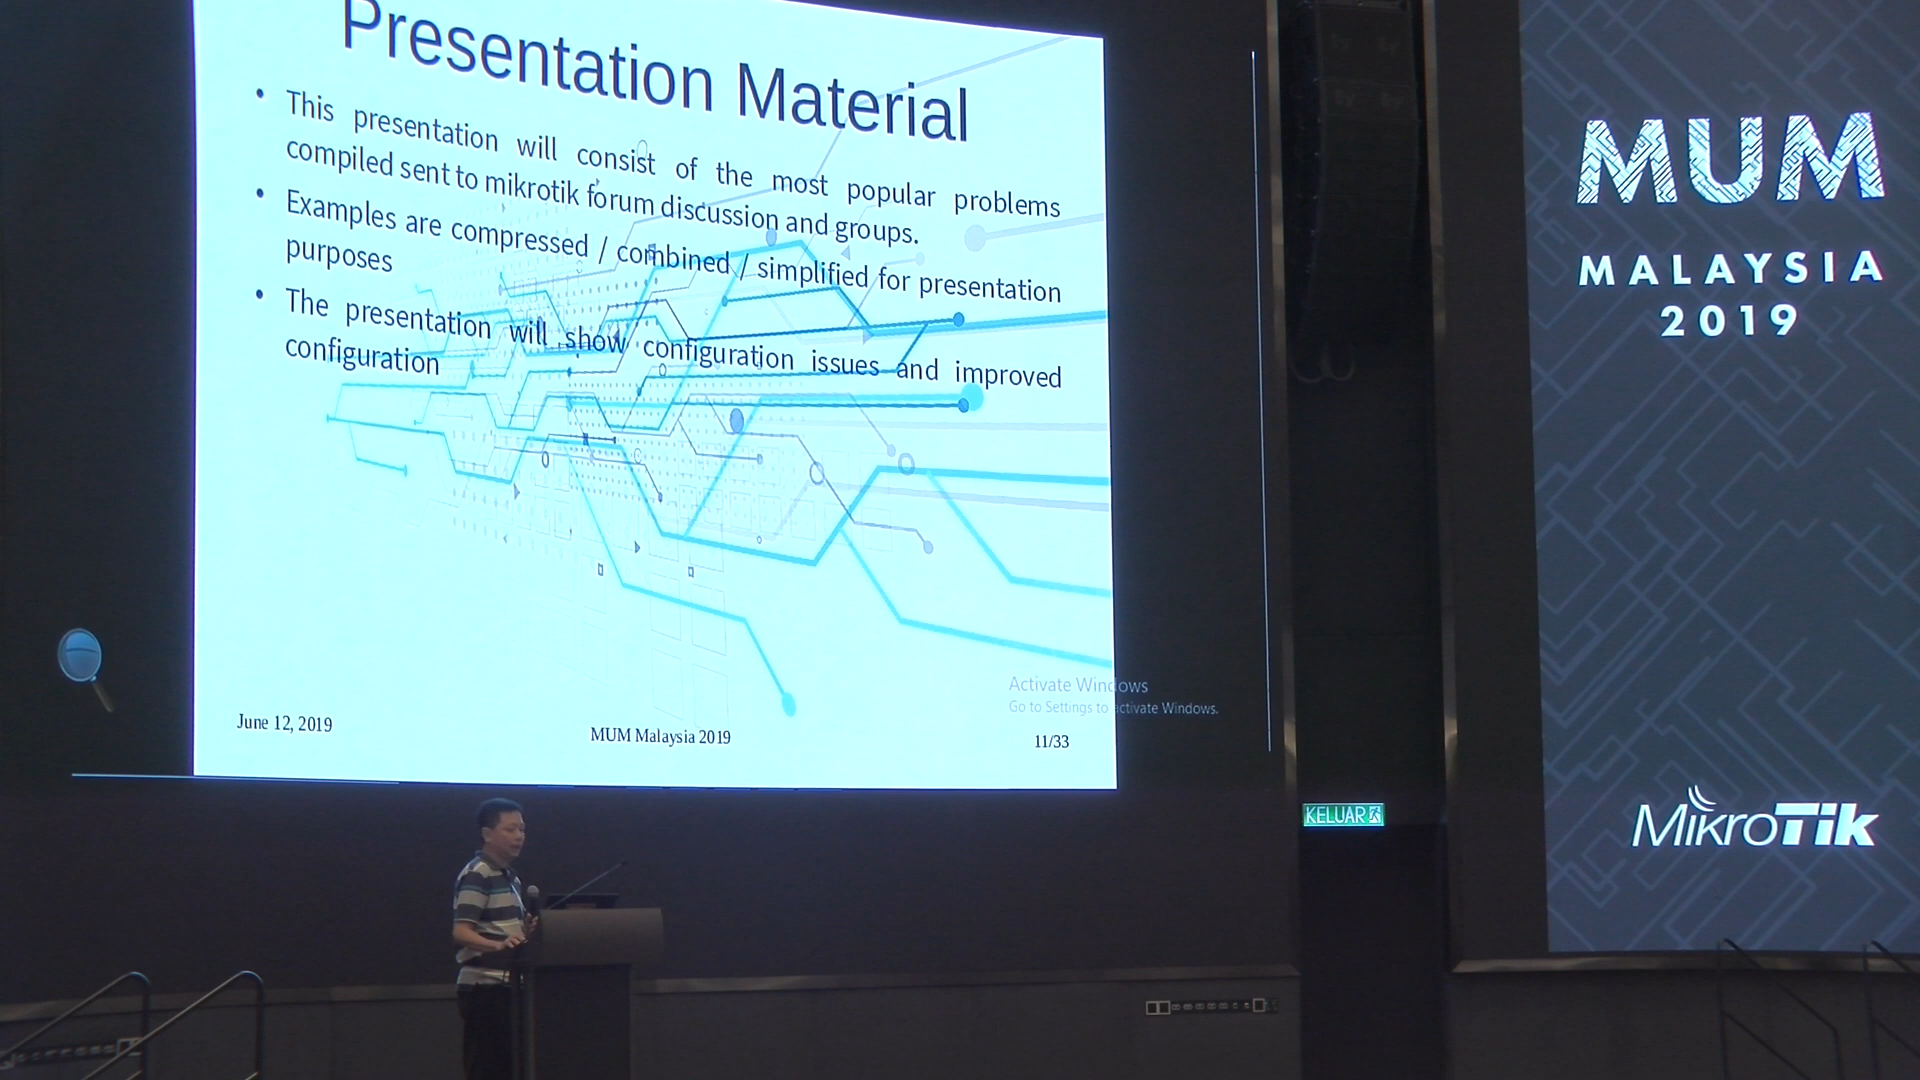 Presentation Material
• This presentation will consist of the most popular problems
compiled sent to mikrotik forum discussion and groups.
• Examples are compressed / combined / simplified for presentation
purposes
• The presentation will show configuration issues and improved
configuration
Activate Windows
Go to Settings to activate Windows.
June 12, 2019
MUM Malaysia 2019
11/33
MUM
MALAYSIA
2019
KELUAR
MikroTik